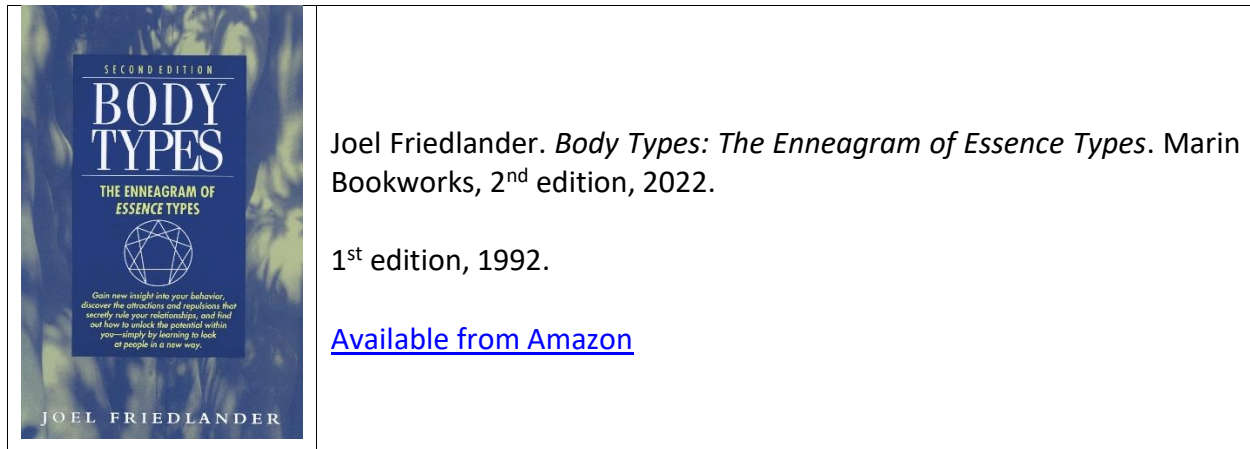 SECOND EDITION
BODY
TYPES
THE ENNEAGRAM OF
ESSENCE TYPES
Gain new insight into your behavior,
discover the attractions and repulsions that
secretly rule your relationships, and find
out how to unlock the potential within
you—simply by learning to look
at people in a new way.
JOEL FRIEDLANDER
Joel Friedlander. Body Types: The Enneagram of Essence Types. Marin
Bookworks, 2nd edition, 2022.
1st edition, 1992.
Available from Amazon